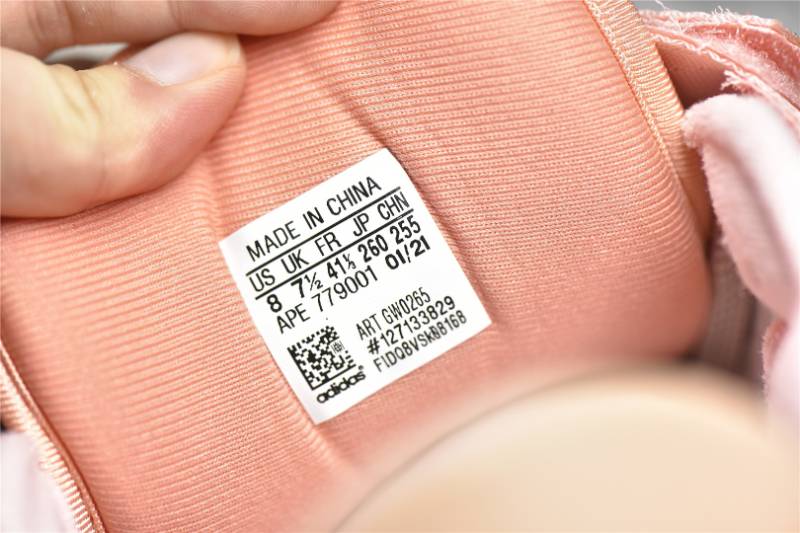 MADE IN CHINA
US UK FR JP CHN
8 7½ 41⅓ 260 255
APE 779001 01/21
ART GW0265
#127133829
adidas